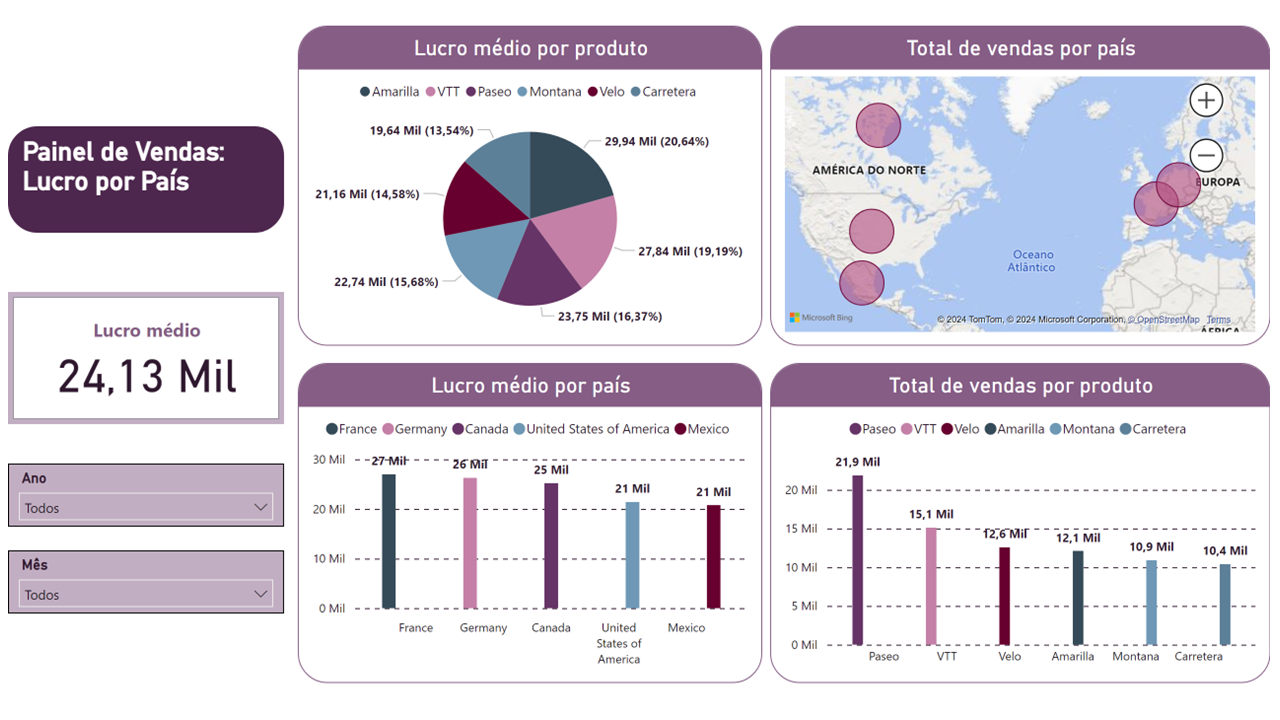 Painel de Vendas:
Lucro por País
Lucro médio
24,13 Mil
Ano
Todos
Mês
Todos
Lucro médio por produto
Amarilla VTT Paseo Montana Velo Carretera
19,64 Mil (13,54%)
29,94 Mil (20,64%)
21,16 Mil (14,58%)
27,84 Mil (19,19%)
22,74 Mil (15,68%)
23,75 Mil (16,37%)
Total de vendas por país
AMÉRICA DO NORTE
EUROPA
Oceano
Atlântico
ÁFRICA
Microsoft Bing
© 2024 TomTom, © 2024 Microsoft Corporation, © OpenStreetMap Terms
Lucro médio por país
France Germany Canada United States of America Mexico
30 Mil
20 Mil
10 Mil
0 Mil
27 Mil
26 Mil
25 Mil
21 Mil
21 Mil
France
Germany
Canada
United
States of
America
Mexico
Total de vendas por produto
Paseo VTT Velo Amarilla Montana Carretera
20 Mil
15 Mil
10 Mil
5 Mil
0 Mil
21,9 Mil
15,1 Mil
12,6 Mil
12,1 Mil
10,9 Mil
10,4 Mil
Paseo
VTT
Velo
Amarilla
Montana
Carretera